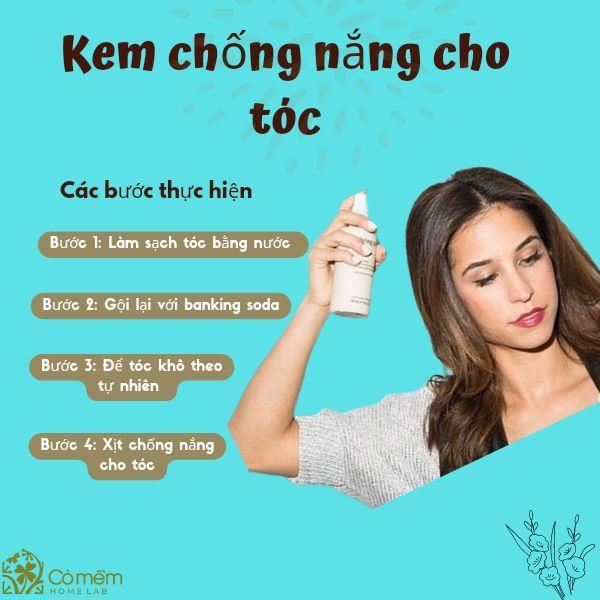 Kem chống nắng cho
tóc
Các bước thực hiện
Bước 1: Làm sạch tóc bằng nước
Bước 2: Gội lại với banking soda
Bước 3: Để tóc khô theo
tự nhiên
Bước 4: Xịt chống nắng
cho tóc
Cỏ mềm
HOME LAB